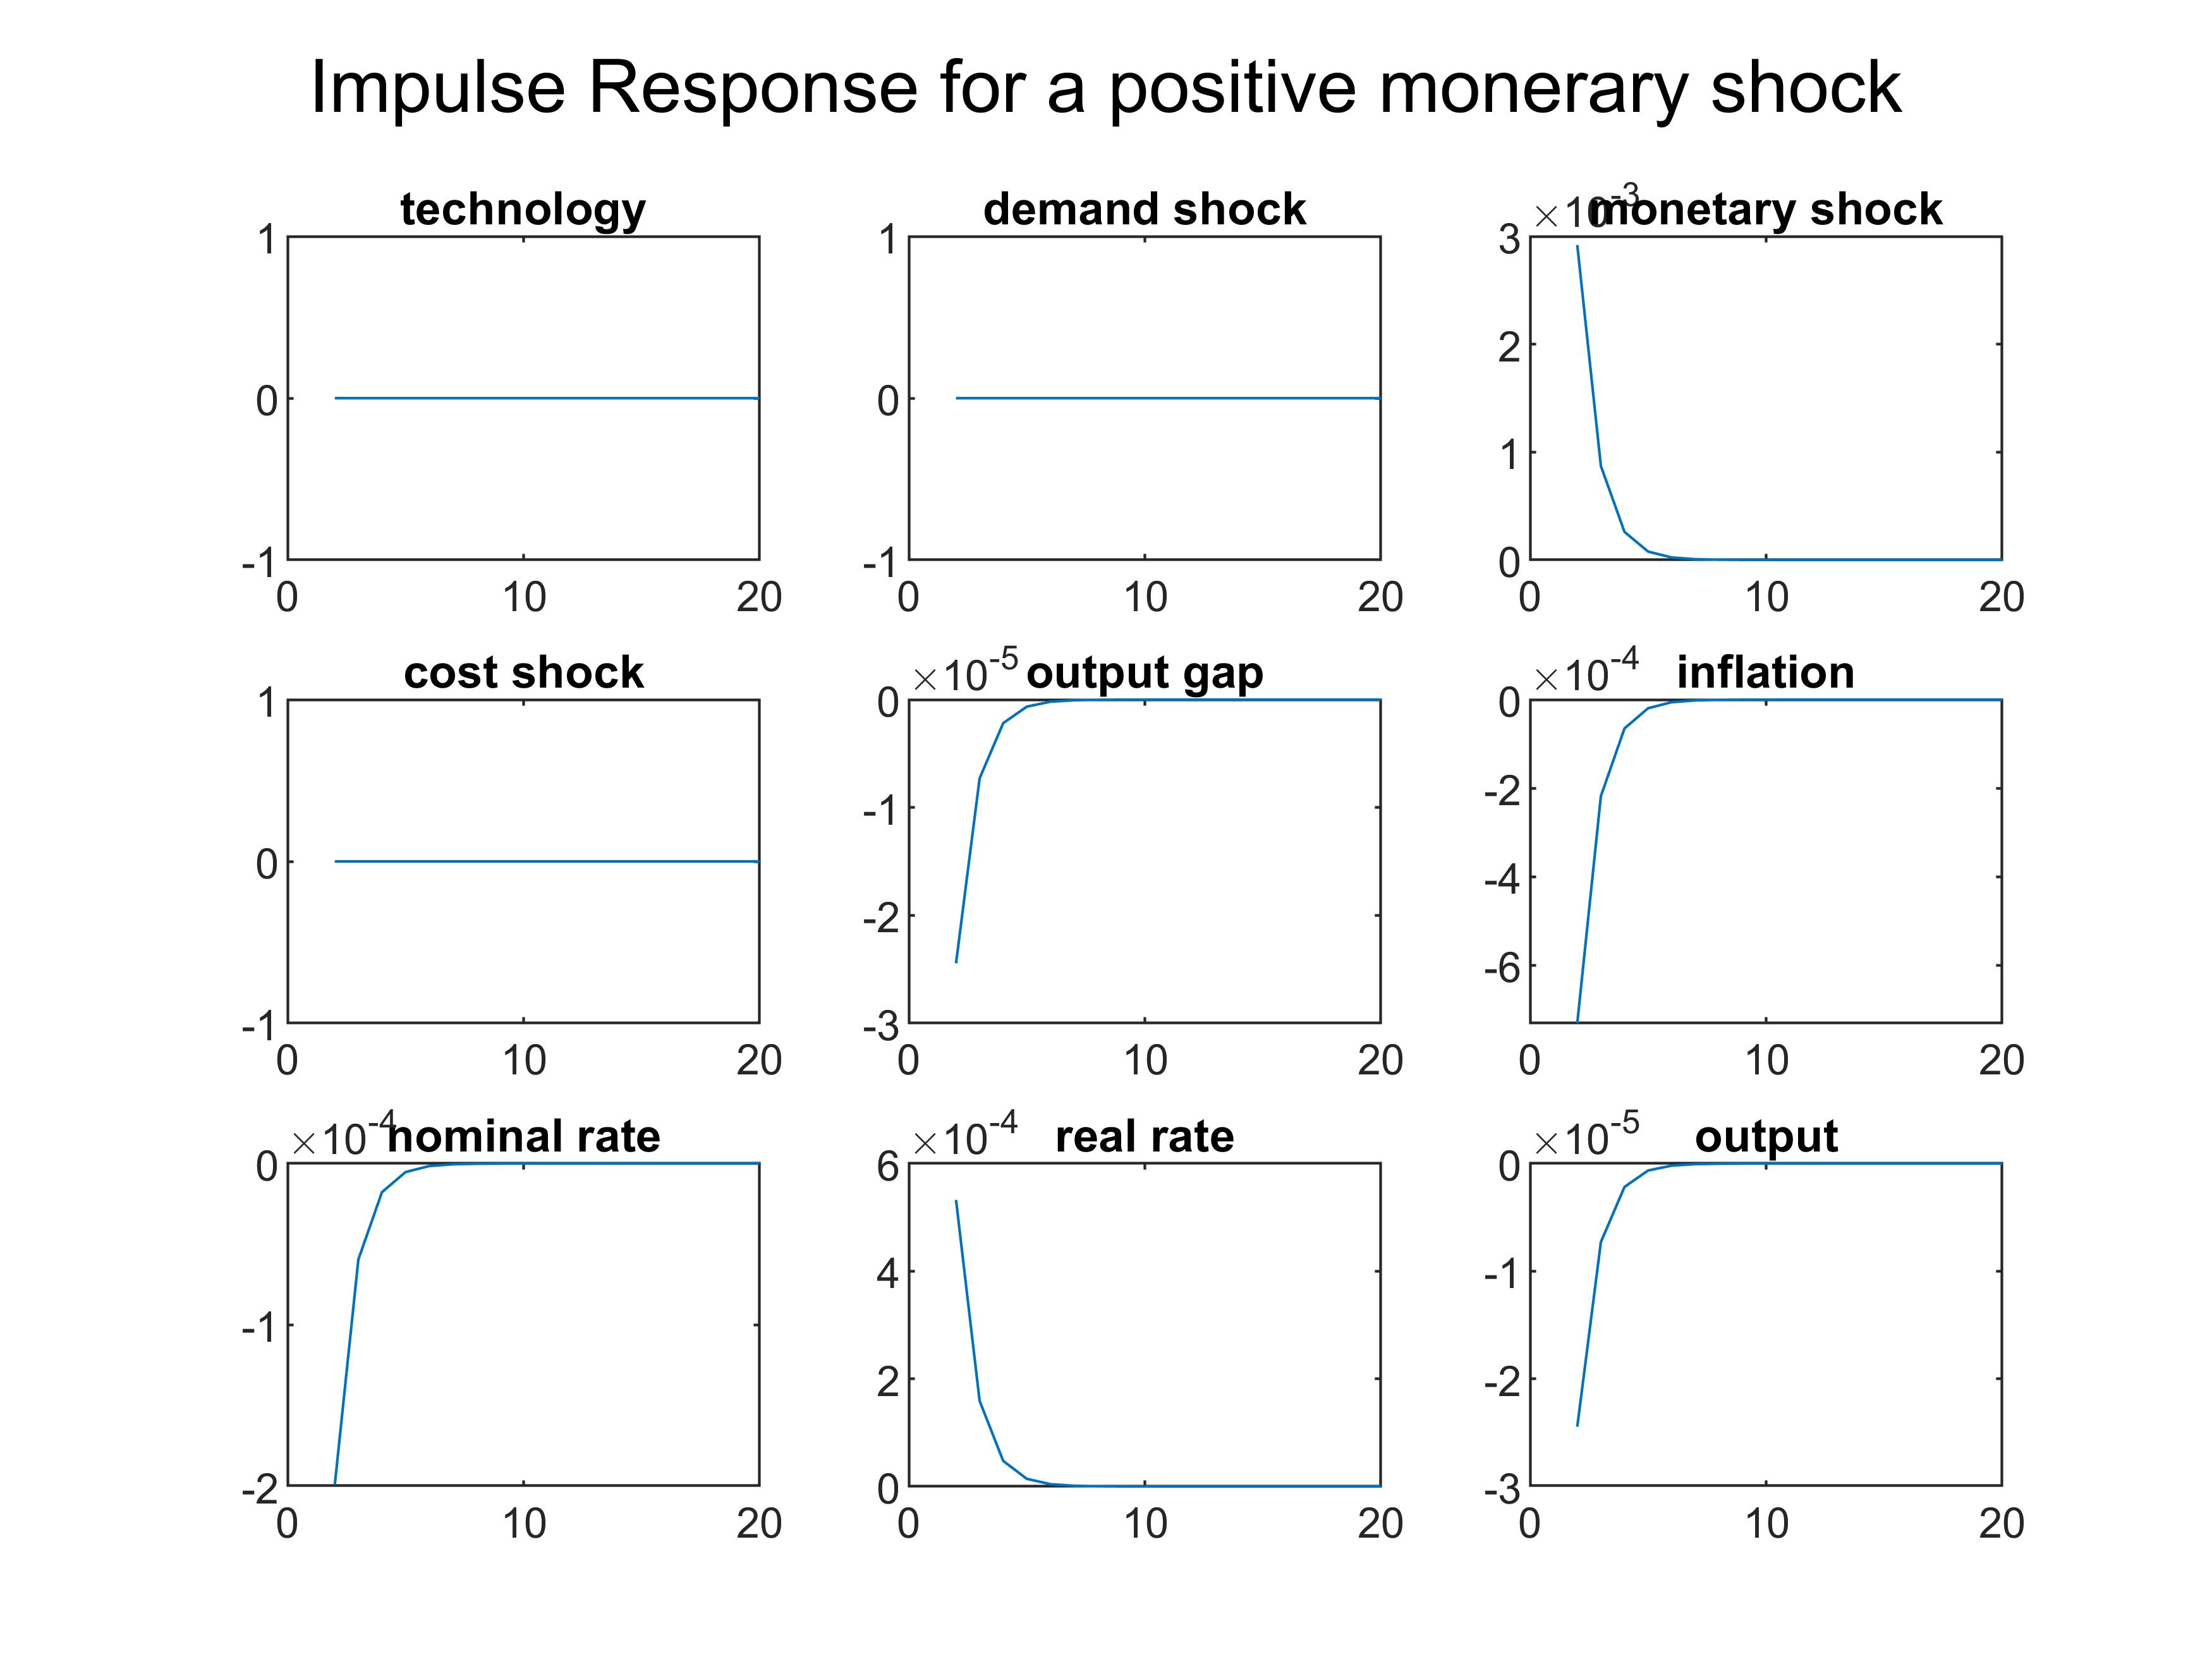 Impulse Response for a positive monerary shock
technology
1
0
-1
0 10 20
demand shock
1
0
-1
0 10 20
×10-3
monetary shock
3
2
1
0
0 10 20
cost shock
1
0
-1
0 10 20
×10-5
output gap
0
-1
-2
-3
0 10 20
×10-4
inflation
0
-2
-4
-6
0 10 20
×10-4
nominal rate
0
-1
-2
0 10 20
×10-4
real rate
6
4
2
0
0 10 20
×10-5
output
0
-1
-2
-3
0 10 20